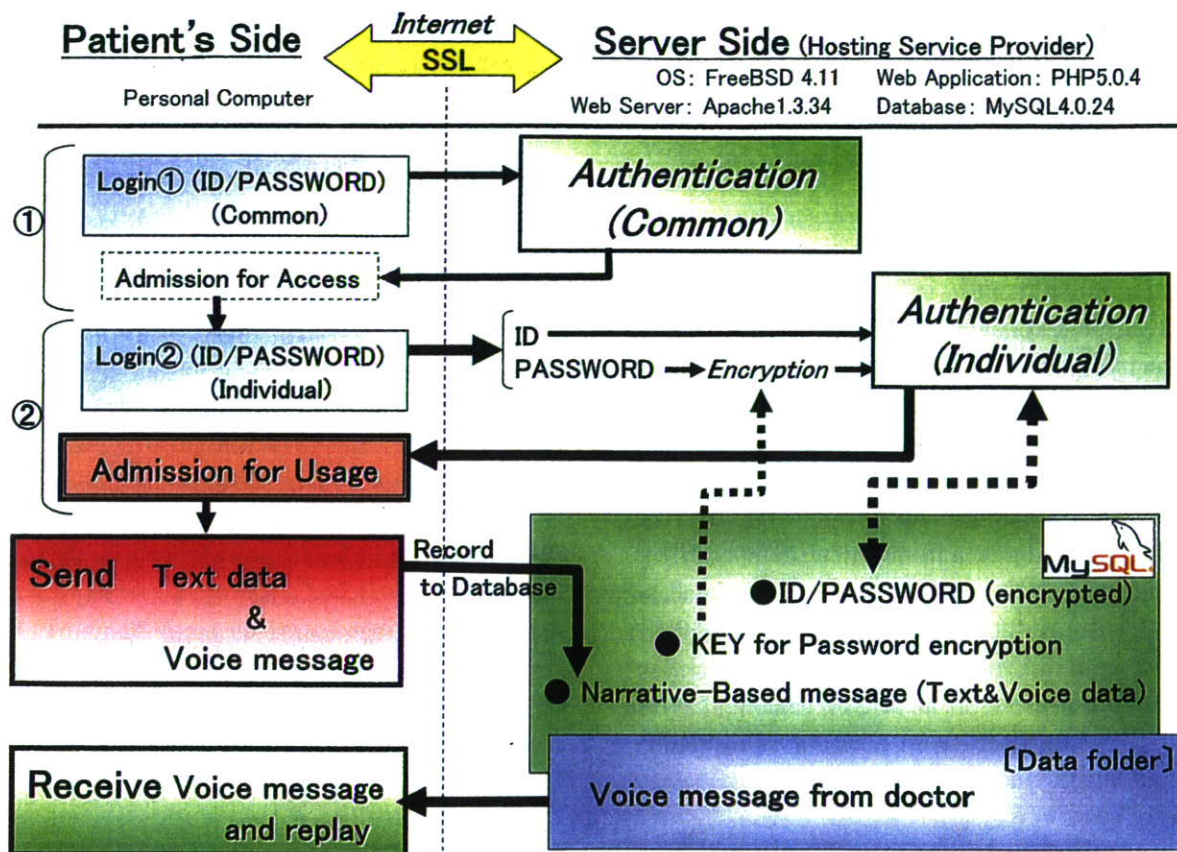 Patient's Side
Internet
SSL
Server Side (Hosting Service Provider)
OS: FreeBSD 4.11 Web Application: PHP5.0.4
Personal Computer
Web Server: Apache1.3.34 Database: MySQL4.0.24
①
Login① (ID/PASSWORD)
(Common)
Authentication
(Common)
Admission for Access
②
Login② (ID/PASSWORD)
(Individual)
ID
PASSWORD
Encryption
Authentication
(Individual)
Admission for Usage
Send Text data
&
Voice message
Record
to Database
MySQL.
●ID/PASSWORD (encrypted)
● KEY for Password encryption
● Narrative-Based message (Text&Voice data)
[Data folder]
Voice message from doctor
Receive Voice message
and replay